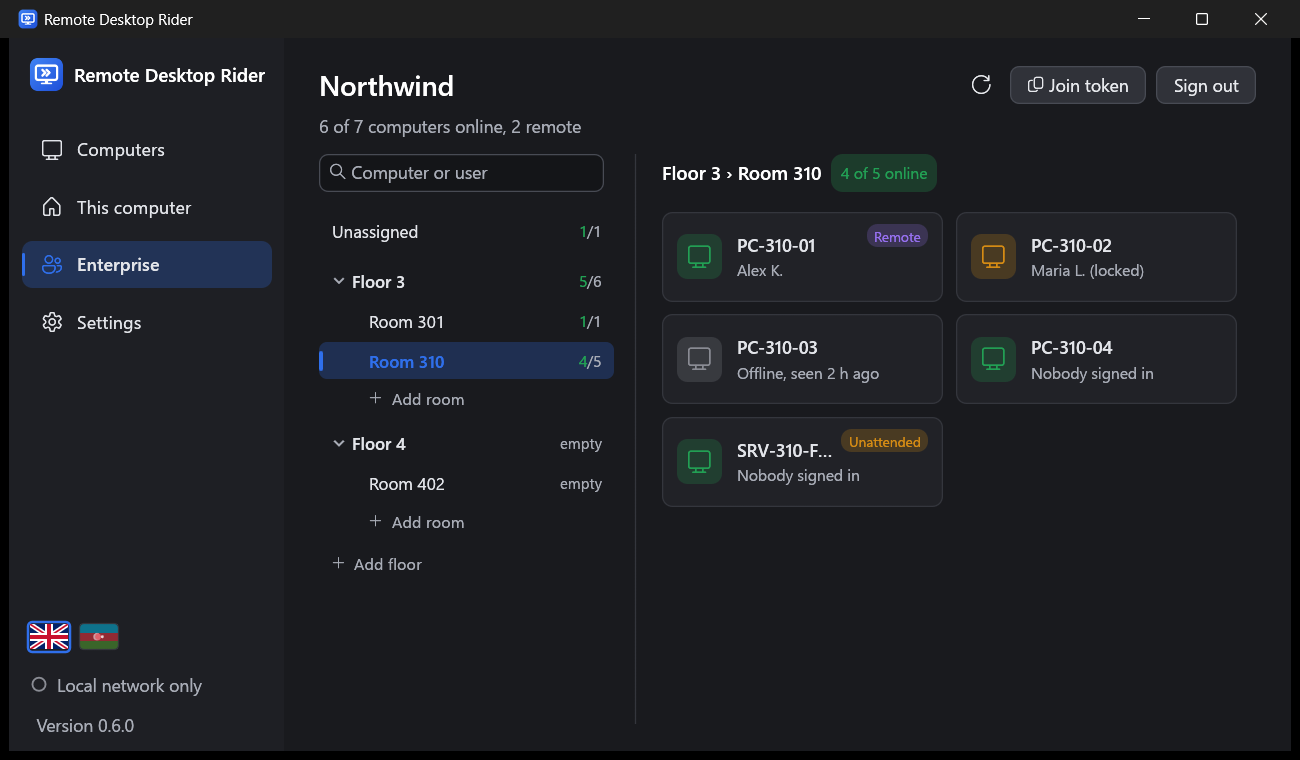 Remote Desktop Rider
Remote Desktop Rider
Computers
This computer
Enterprise
Settings
Local network only
Version 0.6.0
Northwind
6 of 7 computers online, 2 remote
Join token
Sign out
Computer or user
Unassigned 1/1
Floor 3 5/6
Room 301 1/1
Room 310 4/5
+ Add room
Floor 4 empty
Room 402 empty
+ Add room
+ Add floor
Floor 3 › Room 310 4 of 5 online
PC-310-01 Remote
Alex K.
PC-310-02
Maria L. (locked)
PC-310-03
Offline, seen 2 h ago
PC-310-04
Nobody signed in
SRV-310-F... Unattended
Nobody signed in